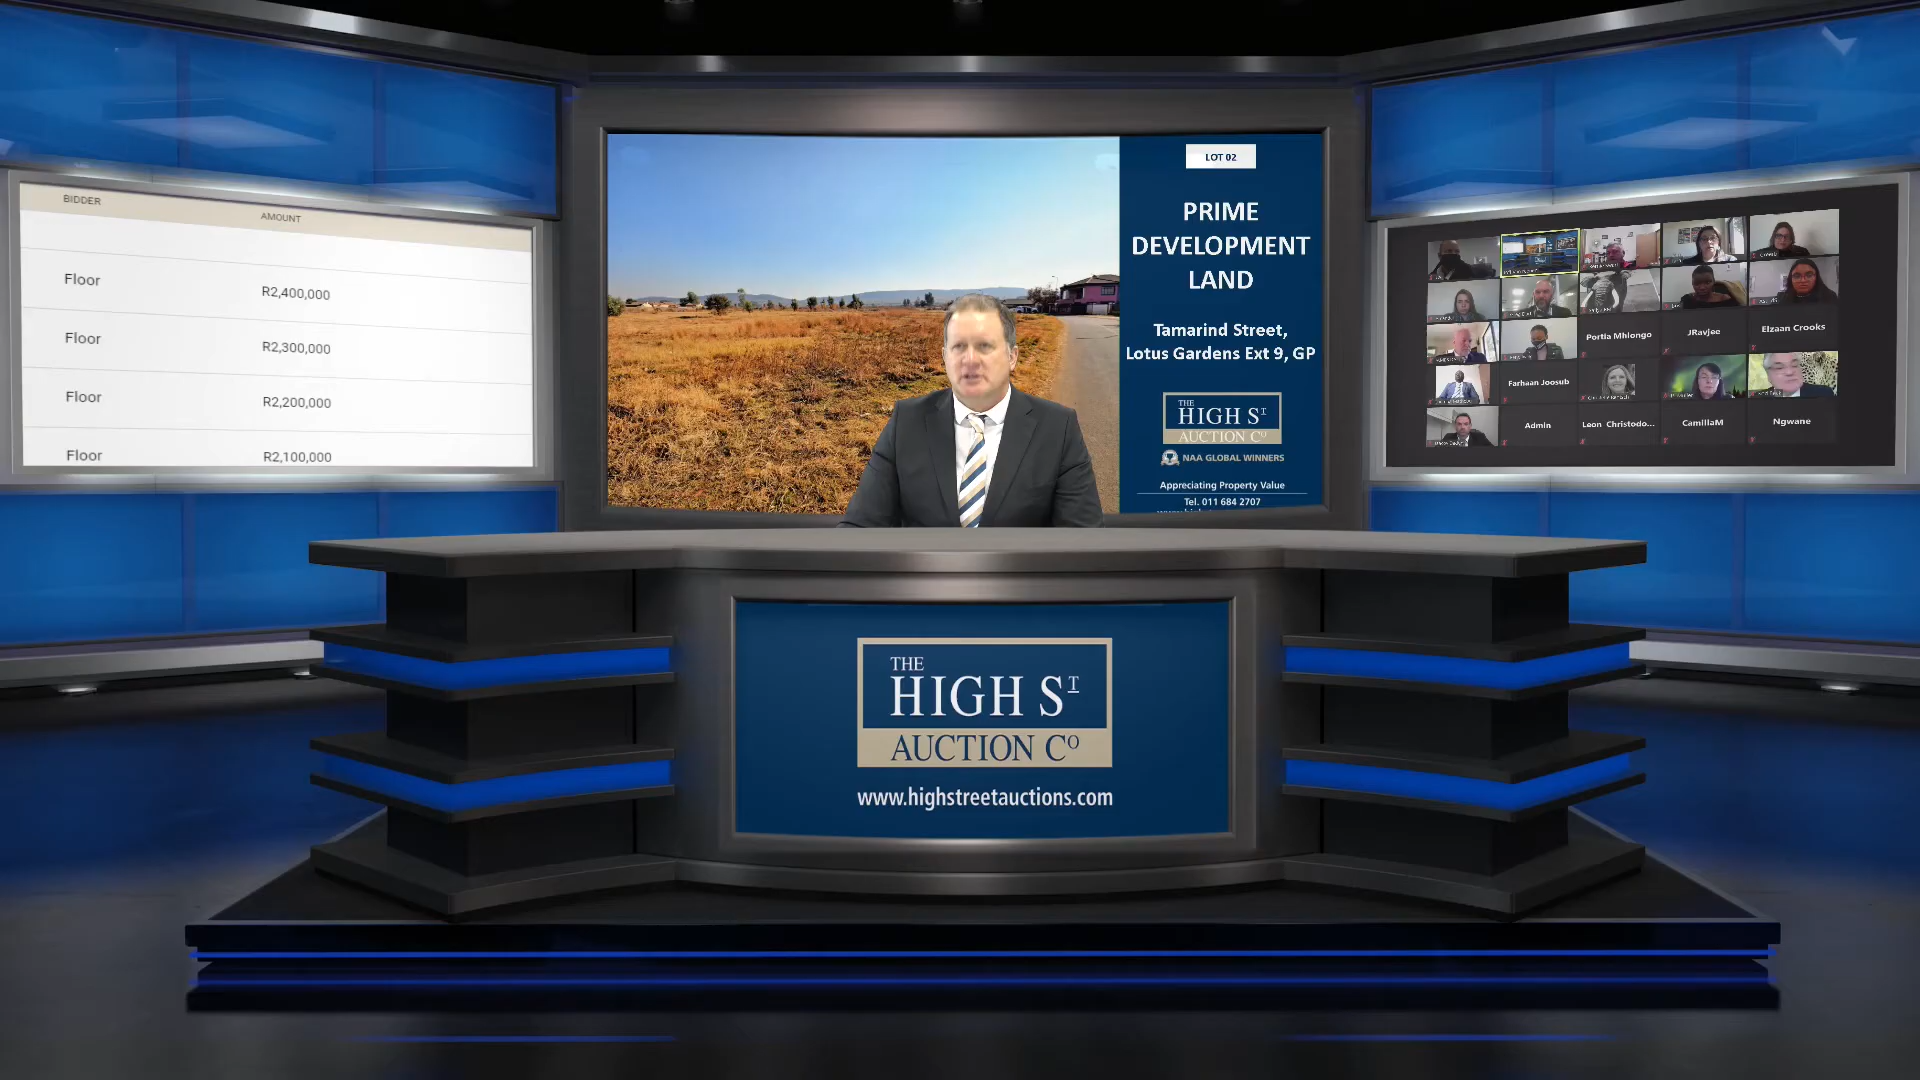 BIDDER AMOUNT
Floor R2,400,000
Floor R2,300,000
Floor R2,200,000
Floor R2,100,000
LOT 02
PRIME
DEVELOPMENT
LAND
Tamarind Street,
Lotus Gardens Ext 9, GP
THE
HIGH ST
AUCTION CO
NAA GLOBAL WINNERS
Appreciating Property Value
Tel. 011 684 2707
Portia Mhlongo
JRavjee
Elzaan Crooks
Farhaan Joosub
Admin
Leon Christodo...
CamillaM
Ngwane
THE
HIGH ST
AUCTION CO
www.highstreetauctions.com